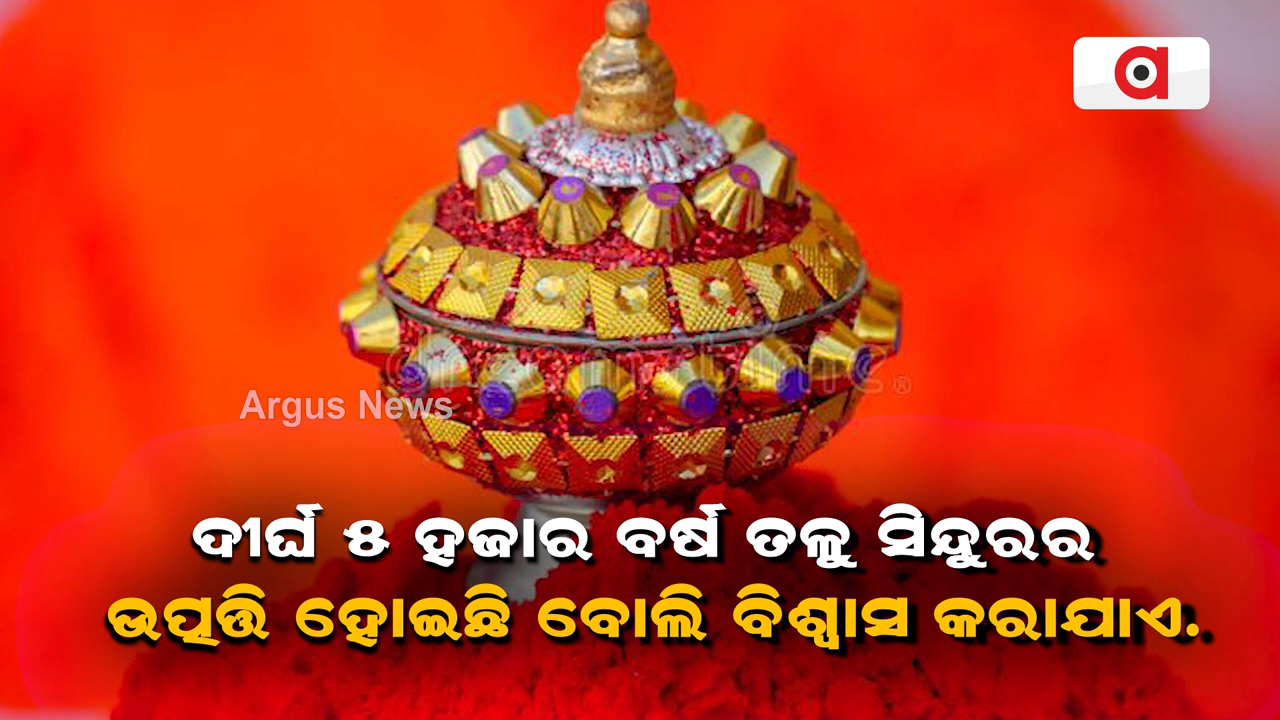 Argus News
ଦୀର୍ଘ ୫ ହଜାର ବର୍ଷ ତଳୁ ସିନ୍ଦୁରର
ଉତ୍ପତ୍ତି ହୋଇଛି ବୋଲି ବିଶ୍ୱାସ କରାଯାଏ.